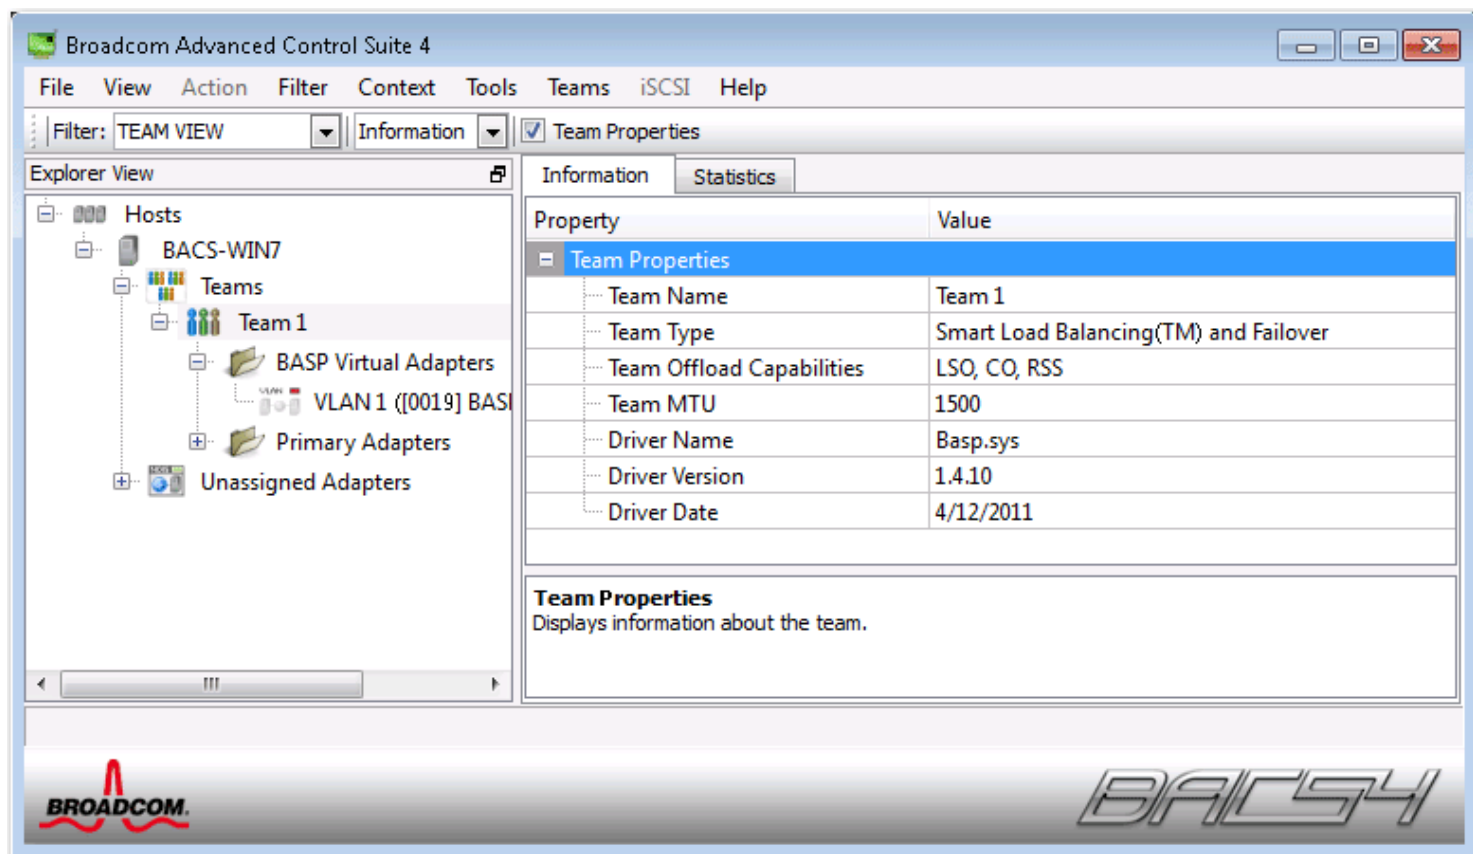 Broadcom Advanced Control Suite 4
File View Action Filter Context Tools Teams iSCSI Help
Filter: TEAM VIEW Information Team Properties
Explorer View
Hosts
BACS-WIN7
Teams
Team 1
BASP Virtual Adapters
VLAN 1 ([0019] BASI
Primary Adapters
Unassigned Adapters
Information Statistics
Property Value
Team Properties
Team Name Team 1
Team Type Smart Load Balancing(TM) and Failover
Team Offload Capabilities LSO, CO, RSS
Team MTU 1500
Driver Name Basp.sys
Driver Version 1.4.10
Driver Date 4/12/2011
Team Properties
Displays information about the team.
BROADCOM.
BACS4